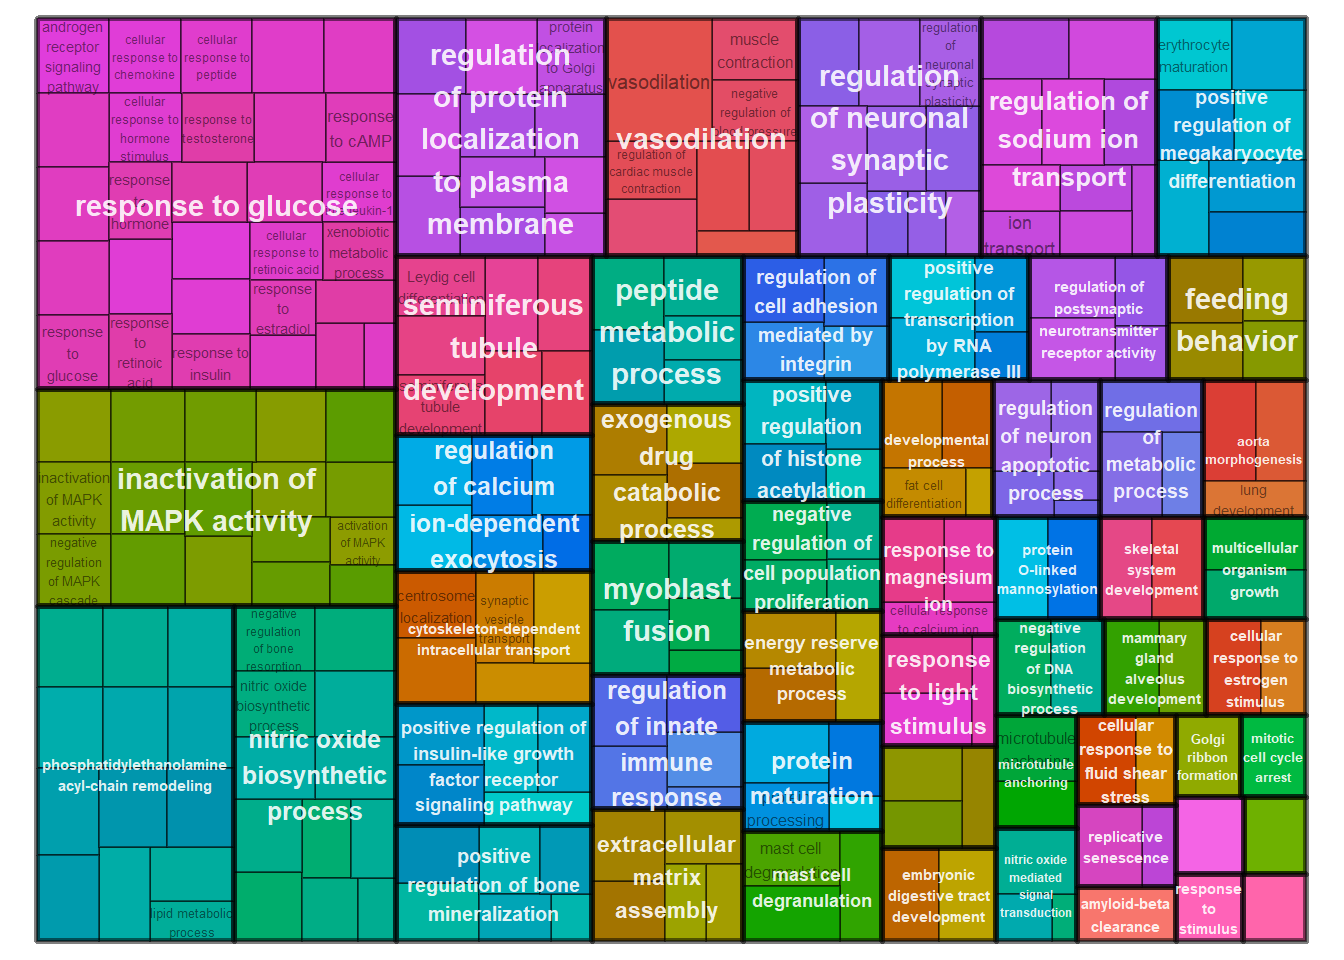 androgen
receptor
signaling
pathway
cellular
response to
chemokine
cellular
response to
peptide
cellular
response to
hormone
stimulus
response to
testosterone
response
to cAMP
response
hormone
cellular
response to
response to glucose
cellular
response to
retinoic acid
xenobiotic
metabolic
process
response
to
estradiol
response
to
glucose
response
to
retinoic
acid
response to
insulin
regulation
of protein
localization
to plasma
membrane
protein
localization
to Golgi
apparatus
vasodilation
muscle
contraction
negative
regulation of
vasodilation
regulation of
cardiac muscle
contraction
regulation
of neuronal
synaptic
plasticity
regulation
of
neuronal
synaptic
plasticity
regulation of
sodium ion
transport
ion
transport
erythrocyte
maturation
positive
regulation of
megakaryocyte
differentiation
Leydig cell
differentiation
seminiferous
tubule
development
tubule
development
peptide
metabolic
process
regulation of
cell adhesion
mediated by
integrin
positive
regulation of
transcription
by RNA
polymerase III
regulation of
postsynaptic
neurotransmitter
receptor activity
feeding
behavior
inactivation of
MAPK activity
inactivation
of MAPK
activity
negative
regulation
of MAPK
cascade
activation
of MAPK
activity
regulation
of calcium
ion-dependent
exocytosis
exogenous
drug
catabolic
process
positive
regulation
of histone
acetylation
developmental
process
fat cell
differentiation
regulation
of neuron
apoptotic
process
regulation
of
metabolic
process
aorta
morphogenesis
lung
development
negative
regulation of
cell population
proliferation
response to
magnesium
ion
cellular response
to calcium ion
protein
O-linked
mannosylation
skeletal
system
development
multicellular
organism
growth
centrosome
localization
synaptic
vesicle
transport
cytoskeleton-dependent
intracellular transport
myoblast
fusion
energy reserve
metabolic
process
response
to light
stimulus
negative
regulation
of DNA
biosynthetic
process
mammary
gland
alveolus
development
cellular
response to
estrogen
stimulus
phosphatidylethanolamine
acyl-chain remodeling
lipid metabolic
process
negative
regulation
of bone
resorption
nitric oxide
biosynthetic
process
nitric oxide
biosynthetic
process
positive regulation of
insulin-like growth
factor receptor
signaling pathway
regulation
of innate
immune
response
protein
maturation
processing
microtubule
anchoring
microtubule
anchoring
cellular
response to
fluid shear
stress
Golgi
ribbon
formation
mitotic
cell cycle
arrest
positive
regulation of bone
mineralization
extracellular
matrix
assembly
mast cell
degranulation
mast cell
degranulation
embryonic
digestive tract
development
nitric oxide
mediated
signal
transduction
replicative
senescence
amyloid-beta
clearance
response
to
stimulus